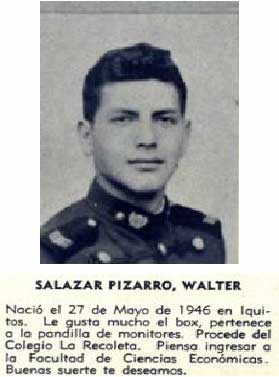 SALAZAR PIZARRO, WALTER
Nació el 27 de Mayo de 1946 en Iqui-
tos. Le gusta mucho el box, pertenece
a la pandilla de monitores. Procede del
Colegio La Recoleta. Piensa ingresar a
la Facultad de Ciencias Económicas.
Buenas suerte te deseamos.